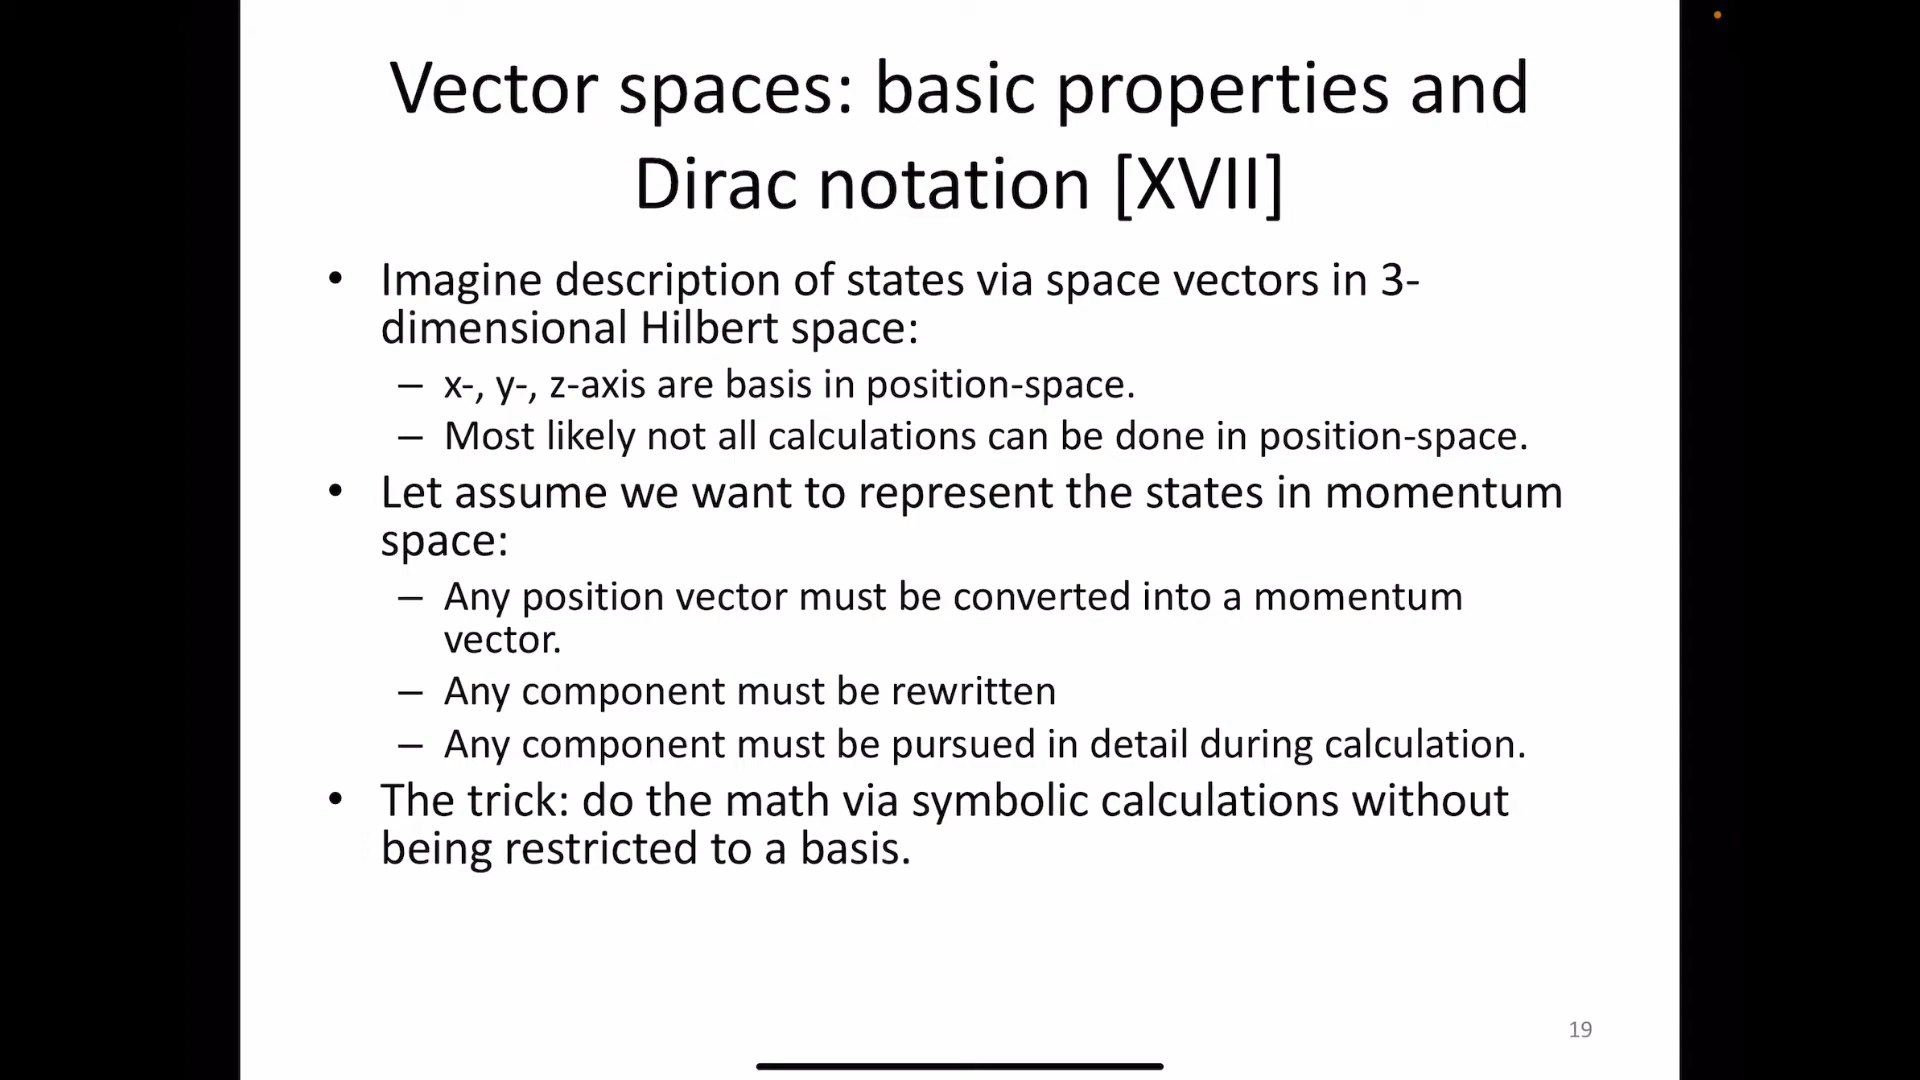 Vector spaces: basic properties and
Dirac notation [XVII]
• Imagine description of states via space vectors in 3-
dimensional Hilbert space:
– x-, y-, z-axis are basis in position-space.
– Most likely not all calculations can be done in position-space.
• Let assume we want to represent the states in momentum
space:
– Any position vector must be converted into a momentum
vector.
– Any component must be rewritten
– Any component must be pursued in detail during calculation.
• The trick: do the math via symbolic calculations without
being restricted to a basis.
19